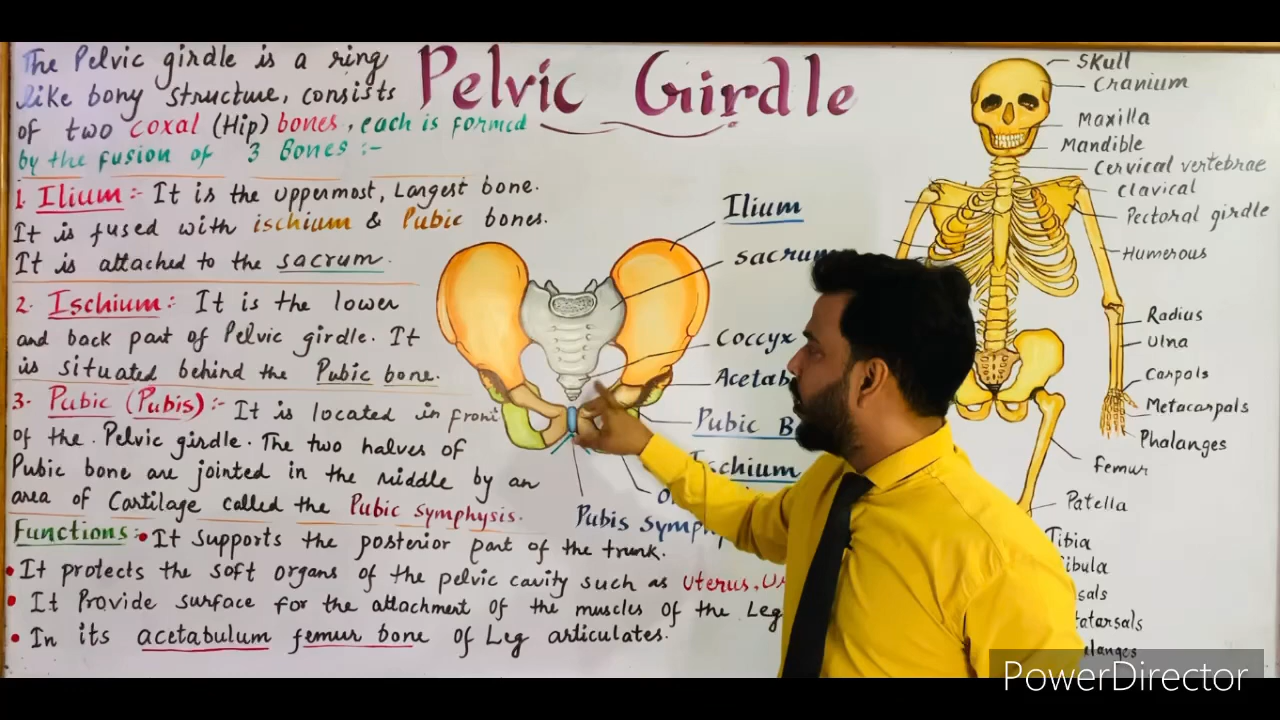 Pelvic Girdle
The Pelvic girdle is a ring
like bony structure, consists
of two coxal (Hip) bones, each is formed
by the fusion of 3 Bones :-
1. Ilium :- It is the uppermost, Largest bone.
It is fused with ischium & Pubic bones.
It is attached to the sacrum.
2. Ischium : It is the lower
and back part of Pelvic girdle. It
is situated behind the Pubic bone.
3. Pubic (Pubis) :- It is located in front
of the . Pelvic girdle. The two halves of
Pubic bone are jointed in the middle by an
area of Cartilage called the Pubic symphysis.
Functions :- • It supports the posterior part of the trunk.
• It protects the soft organs of the pelvic cavity such as uterus,
• It Provide surface for the attachment of the muscles of the Leg
• In its acetabulum femur bone of Leg articulates.
Ilium
sacrum
Coccyx
Acetab
Pubic B
Ischium
Pubis symp
Skull
Cranium
Maxilla
Mandible
Cervical vertebrae
Clavical
Pectoral girdle
Humerous
Radius
Ulna
Carpols
Metacarpals
Phalanges
Femur
Patella
Tibia
ibula
sals
tatarsals
langes
PowerDirector